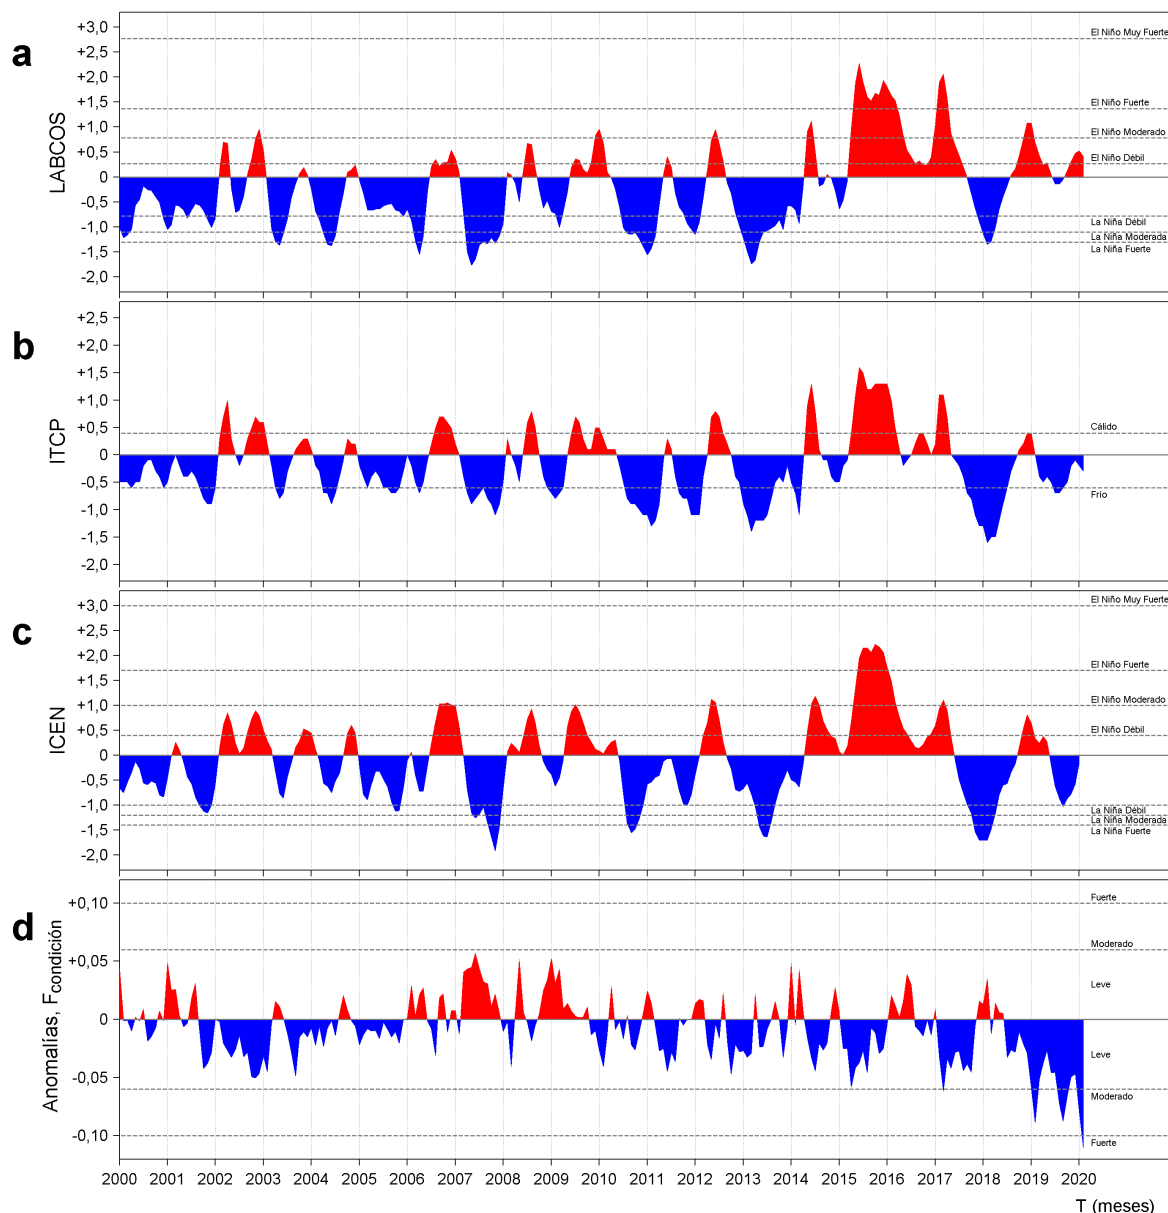 a
LABCOS
+3,0
+2,5
+2,0
+1,5
+1,0
+0,5
0
-0,5
-1,0
-1,5
-2,0
El Niño Muy Fuerte
El Niño Fuerte
El Niño Moderado
El Niño Débil
La Niña Débil
La Niña Moderada
La Niña Fuerte
b
ITCP
+2,5
+2,0
+1,5
+1,0
+0,5
0
-0,5
-1,0
-1,5
-2,0
Cálido
Frío
c
ICEN
+3,0
+2,5
+2,0
+1,5
+1,0
+0,5
0
-0,5
-1,0
-1,5
-2,0
El Niño Muy Fuerte
El Niño Fuerte
El Niño Moderado
El Niño Débil
La Niña Débil
La Niña Moderada
La Niña Fuerte
d
Anomalías, Fcondición
+0,10
+0,05
0
-0,05
-0,10
Fuerte
Moderado
Leve
Leve
Moderado
Fuerte
2000 2001 2002 2003 2004 2005 2006 2007 2008 2009 2010 2011 2012 2013 2014 2015 2016 2017 2018 2019 2020
T (meses)